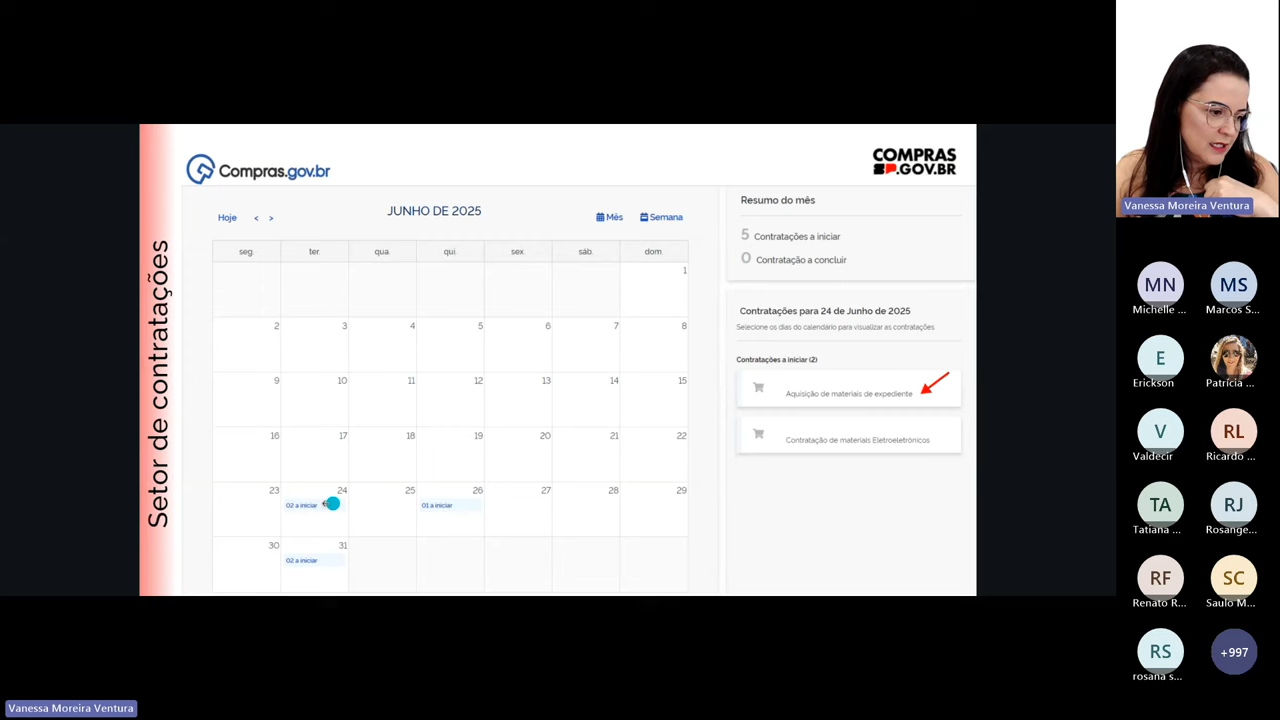 Setor de contratações
Compras.gov.br
COMPRAS
.GOV.BR
Hoje < >
JUNHO DE 2025
Mês Semana
seg. ter. qua. qui. sex. sáb. dom.
1
2 3 4 5 6 7 8
9 10 11 12 13 14 15
16 17 18 19 20 21 22
23 24 25 26 27 28 29
02 a iniciar 01 a iniciar
30 31
02 a iniciar
Resumo do mês
5 Contratações a iniciar
0 Contratação a concluir
Contratações para 24 de Junho de 2025
Selecione os dias do calendário para visualizar as contratações
Contratações a iniciar (2)
Aquisição de materiais de expediente
Contratação de materiais Eletroeletrônicos
Vanessa Moreira Ventura
MN MS
Michelle ... Marcos S...
E
Erickson Patrícia ...
V RL
Valdecir Ricardo ...
TA RJ
Tatiana ... Rosange...
RF SC
Renato R... Saulo M...
RS +997
rosana s...
Vanessa Moreira Ventura